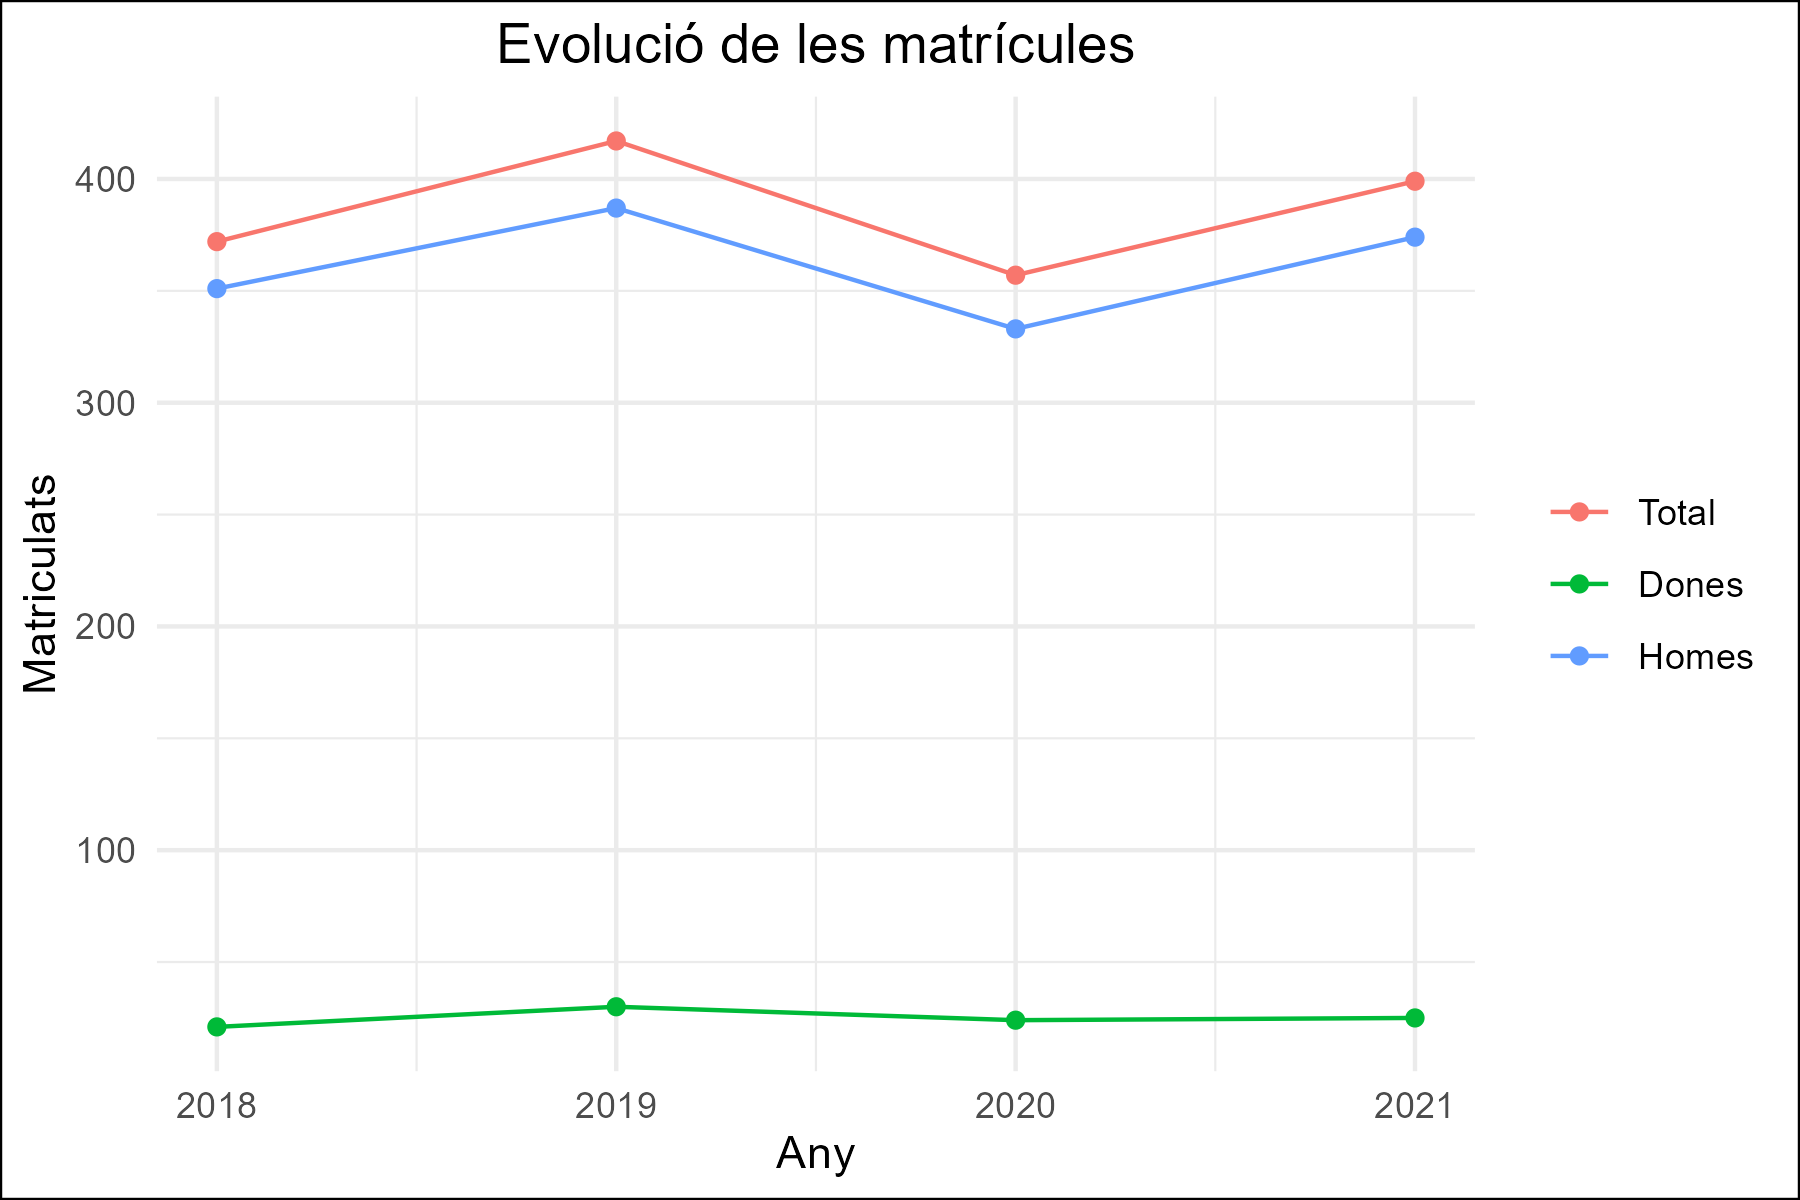 Evolució de les matrícules
400
300
200
100
Matriculats
2018 2019 2020 2021
Any
Total
Dones
Homes